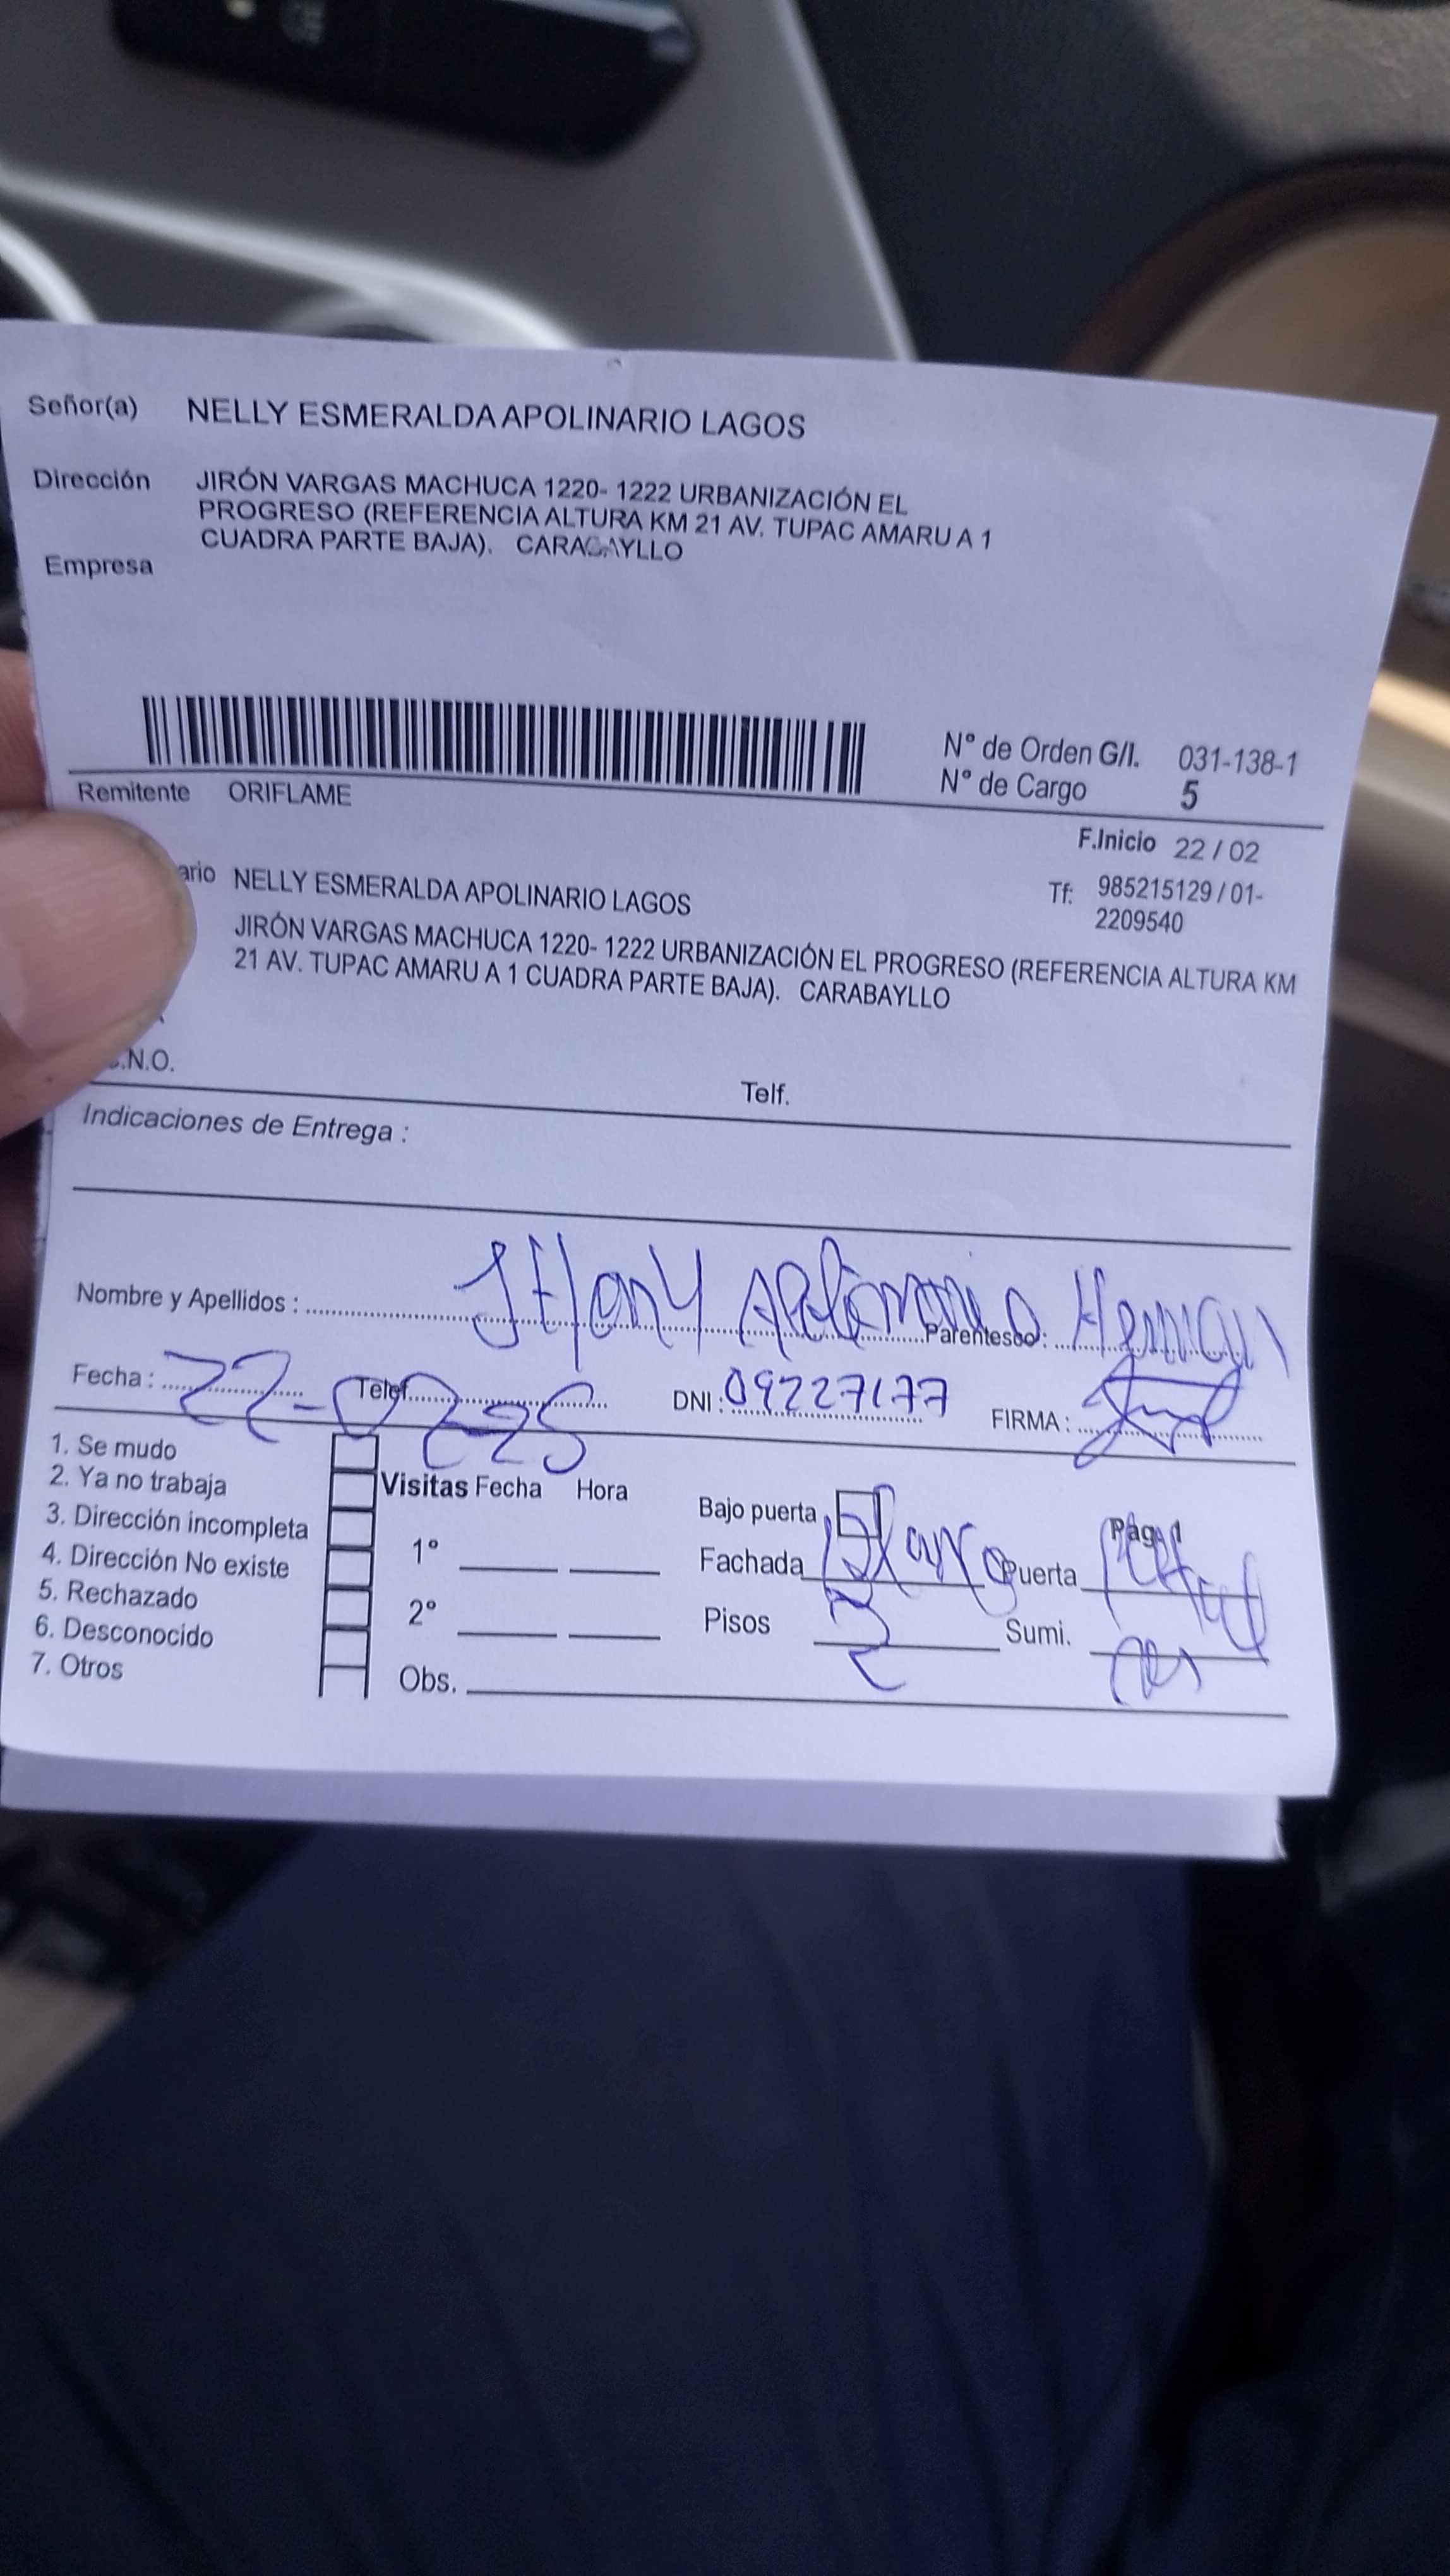 Señor(a) NELLY ESMERALDA APOLINARIO LAGOS
Dirección JIRÓN VARGAS MACHUCA 1220- 1222 URBANIZACIÓN EL
PROGRESO (REFERENCIA ALTURA KM 21 AV. TUPAC AMARU A 1
CUADRA PARTE BAJA). CARABAYLLO
Empresa
N° de Orden G/I. 031-138-1
N° de Cargo 5
Remitente ORIFLAME
F.Inicio 22 / 02
ario NELLY ESMERALDA APOLINARIO LAGOS
Tf: 985215129 / 01-
2209540
JIRÓN VARGAS MACHUCA 1220- 1222 URBANIZACIÓN EL PROGRESO (REFERENCIA ALTURA KM
21 AV. TUPAC AMARU A 1 CUADRA PARTE BAJA). CARABAYLLO
.N.O.
Telf.
Indicaciones de Entrega :
Nombre y Apellidos : Parentesco :
Fecha : 22-02-25 Telef. DNI : 09227177 FIRMA :
1. Se mudo
2. Ya no trabaja
3. Dirección incompleta
4. Dirección No existe
5. Rechazado
6. Desconocido
7. Otros
Visitas Fecha Hora
1°
2°
Obs.
Bajo puerta Pag. 1
Fachada Puerta
Pisos Sumi.